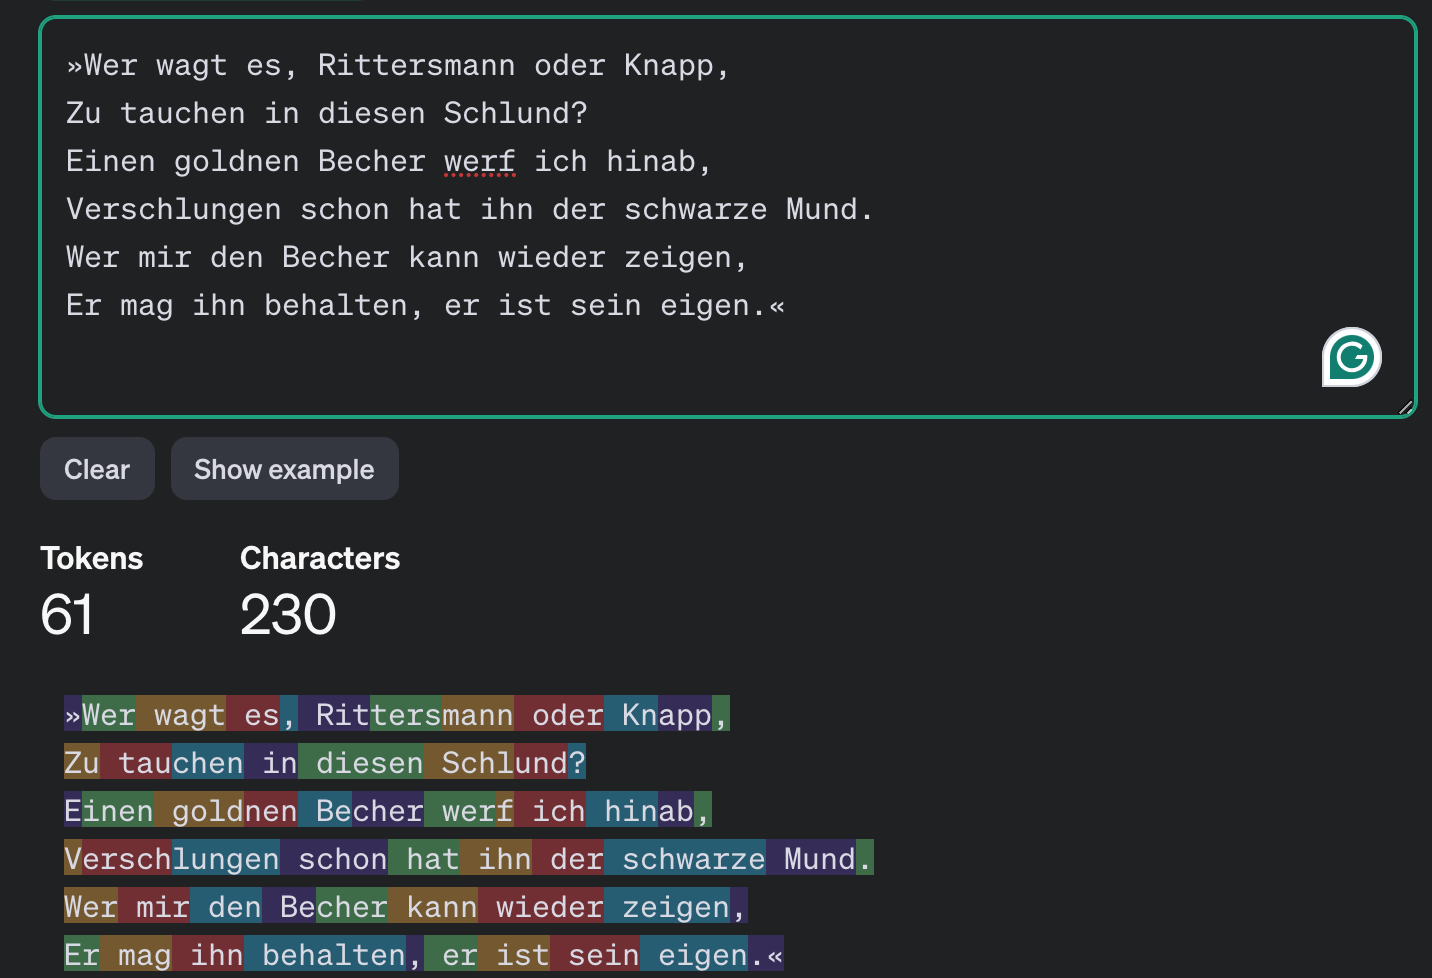 »Wer wagt es, Rittersmann oder Knapp,
Zu tauchen in diesen Schlund?
Einen goldnen Becher werf ich hinab,
Verschlungen schon hat ihn der schwarze Mund.
Wer mir den Becher kann wieder zeigen,
Er mag ihn behalten, er ist sein eigen.«
G
Clear Show example
Tokens Characters
61 230
»Wer wagt es, Rittersmann oder Knapp,
Zu tauchen in diesen Schlund?
Einen goldnen Becher werf ich hinab,
Verschlungen schon hat ihn der schwarze Mund.
Wer mir den Becher kann wieder zeigen,
Er mag ihn behalten, er ist sein eigen.«